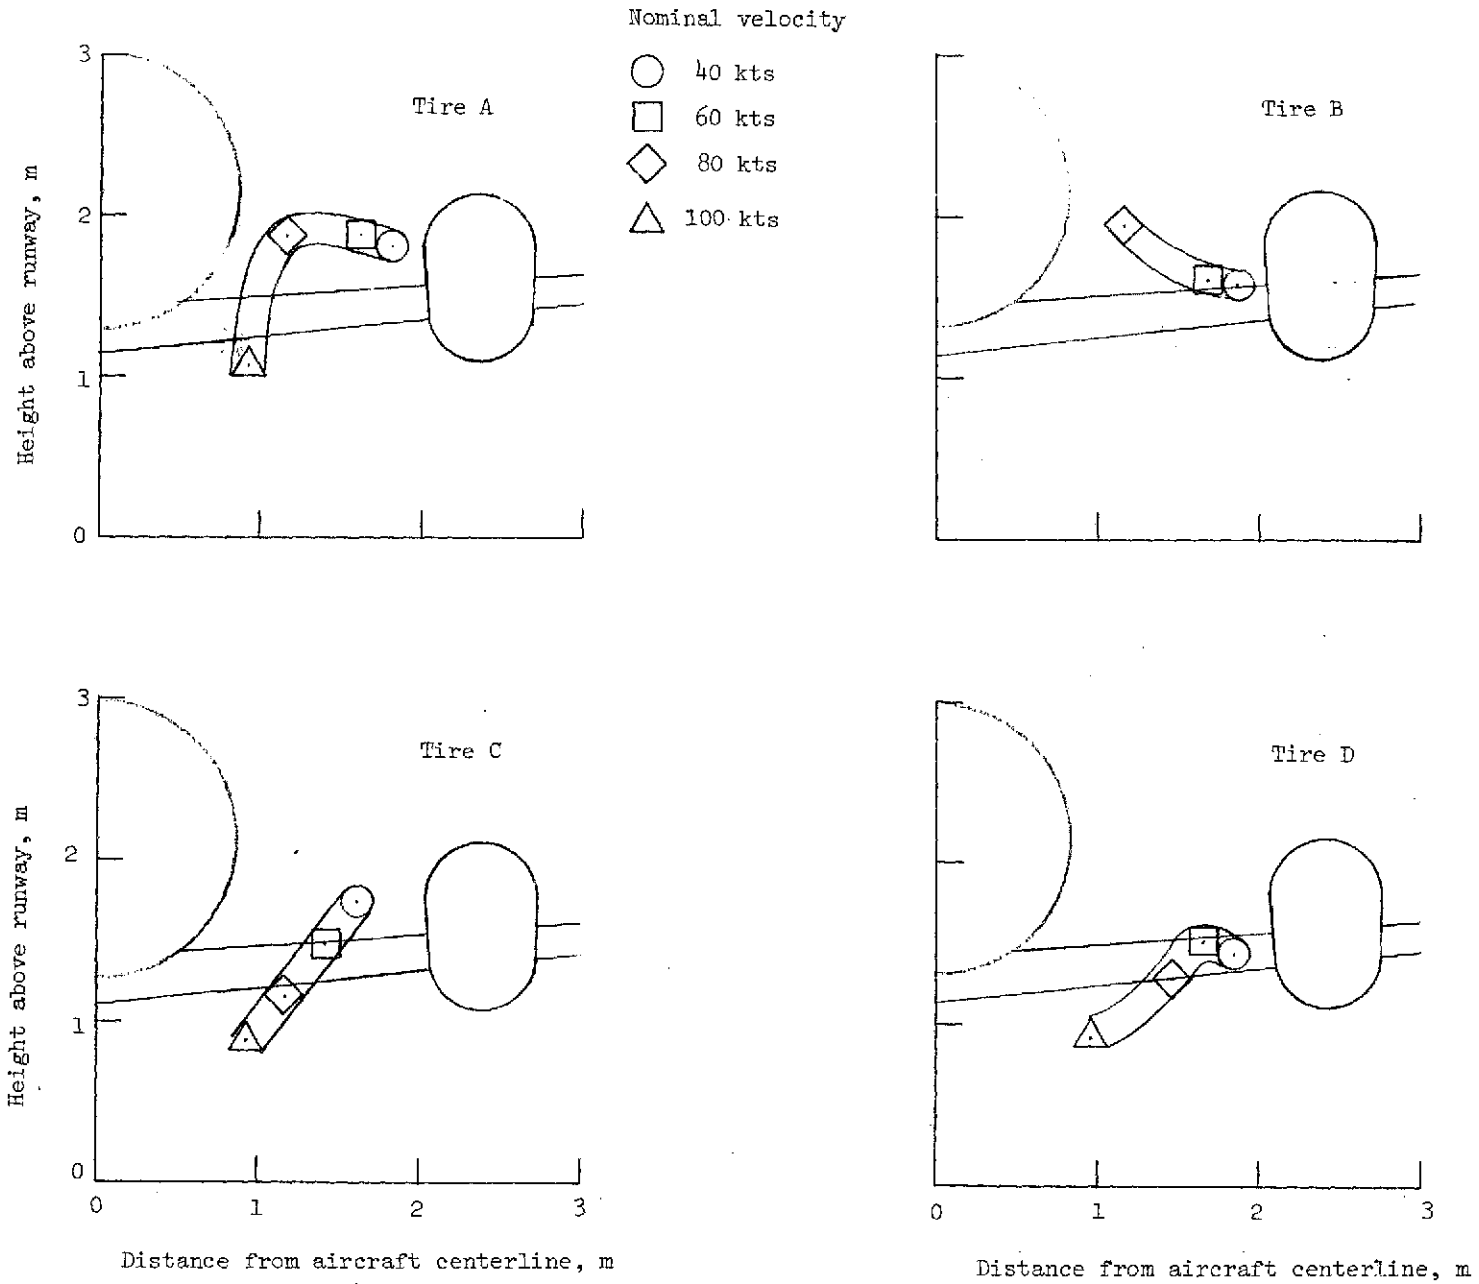 Nominal velocity
40 kts
60 kts
80 kts
100 kts
Tire A
3
2
1
0
Height above runway, m
Tire B
Tire C
3
2
1
0
Height above runway, m
0 1 2 3
Distance from aircraft centerline, m
Tire D
0 1 2 3
Distance from aircraft centerline, m